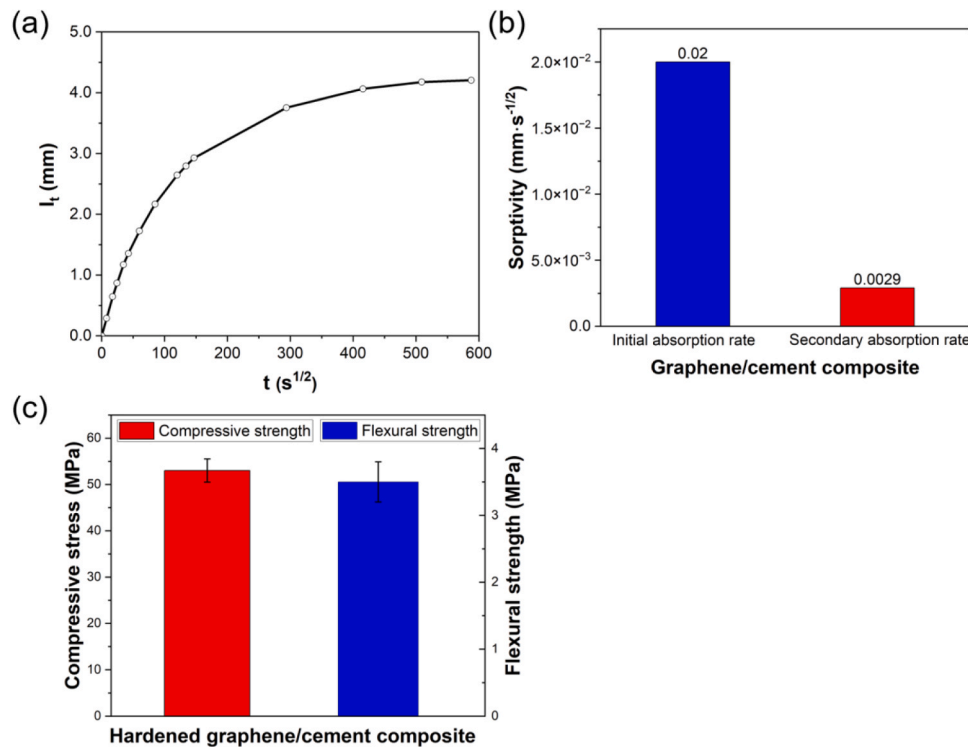 (a)
5.0
4.0
3.0
2.0
1.0
0.0
I_t (mm)
0 100 200 300 400 500 600
t (s^1/2)
(b)
0.02
2.0×10^−2
1.5×10^−2
1.0×10^−2
5.0×10^−3
0.0
Sorptivity (mm·s^-1/2)
0.0029
Initial absorption rate Secondary absorption rate
Graphene/cement composite
(c)
Compressive strength Flexural strength
60
50
40
30
20
10
0
Compressive stress (MPa)
4
3
2
1
0
Flexural strength (MPa)
Hardened graphene/cement composite